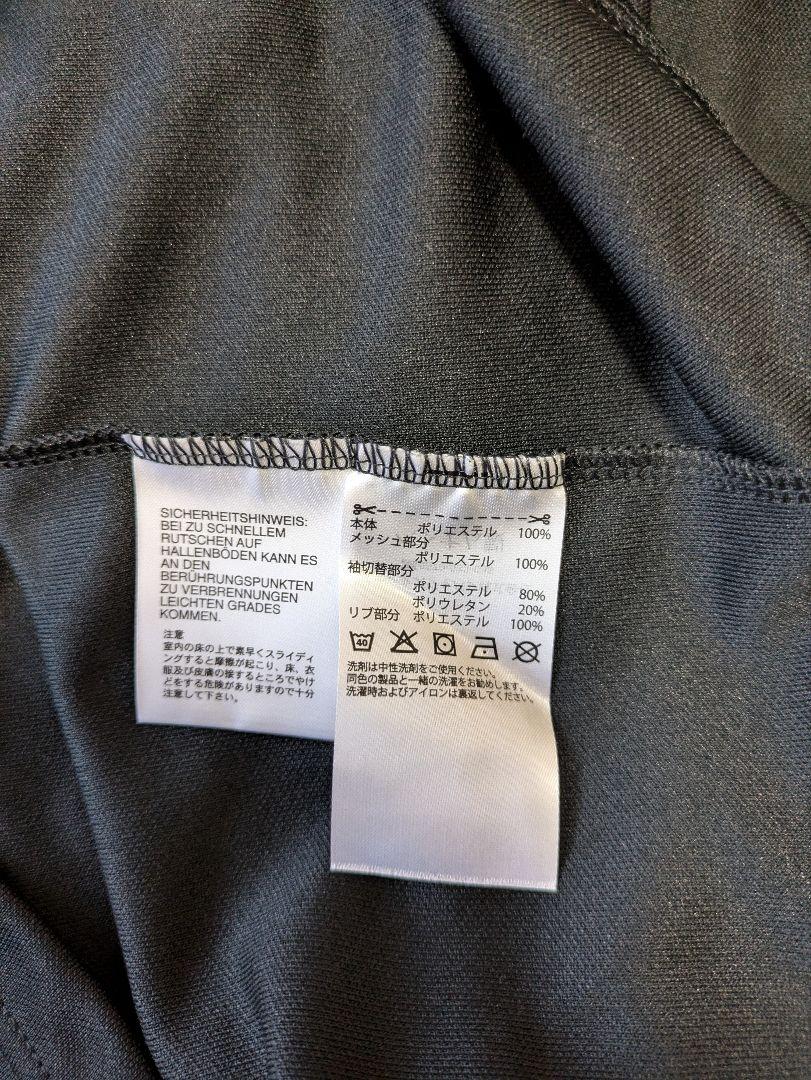 SICHERHEITSHINWEIS:
BEI ZU SCHNELLEM
RUTSCHEN AUF
HALLENBÖDEN KANN ES
AN DEN
BERÜHRUNGSPUNKTEN
ZU VERBRENNUNGEN
LEICHTEN GRADES
KOMMEN.
注意
室内の床の上で素早くスライディ
ングすると摩擦が起こり、床、衣
服及び皮膚の接するところでやけ
どをする危険がありますので十分
注意して下さい。
本体 ポリエステル 100%
メッシュ部分
ポリエステル 100%
袖切替部分
ポリエステル 80%
ポリウレタン 20%
リブ部分 ポリエステル 100%
40
洗剤は中性洗剤をご使用ください。
同色の製品と一緒の洗濯をお勧めします。
洗濯時およびアイロンは裏返してください。